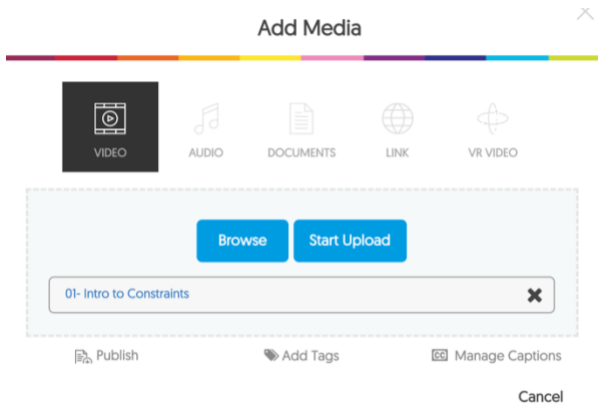 Add Media
VIDEO
AUDIO
DOCUMENTS
LINK
VR VIDEO
Browse
Start Upload
01- Intro to Constraints
Publish
Add Tags
CC Manage Captions
Cancel